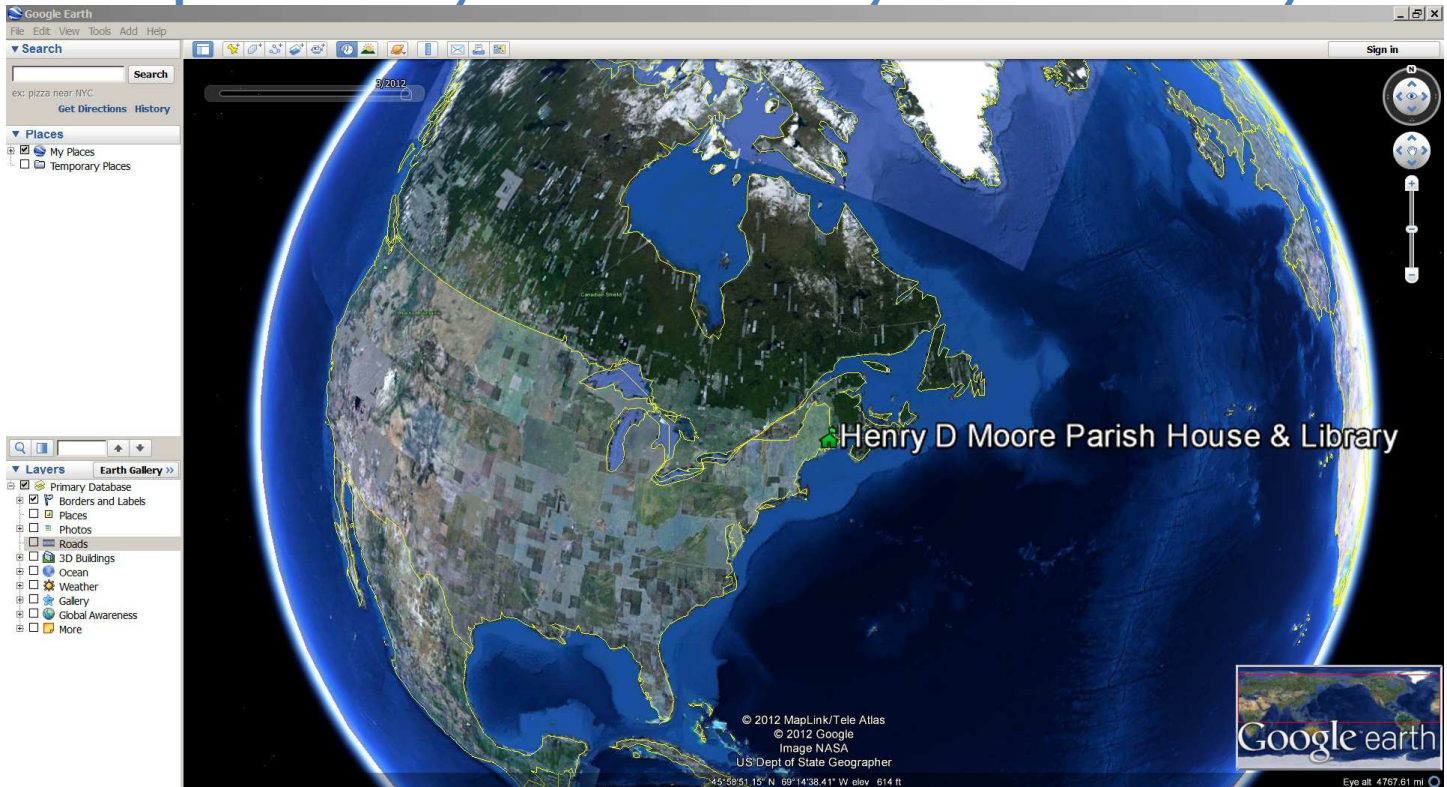 Google Earth
File Edit View Tools Add Help
Search
Sign in
Search
ex: pizza near NYC
Get Directions History
Places
My Places
Temporary Places
3/2012
N
Canadian Shield
Henry D Moore Parish House & Library
Layers
Earth Gallery >>
Primary Database
Borders and Labels
Places
Photos
Roads
3D Buildings
Ocean
Weather
Gallery
Global Awareness
More
© 2012 MapLink/Tele Atlas
© 2012 Google
Image NASA
US Dept of State Geographer
Google earth
45°58'51.15" N 69°14'38.41" W elev 614 ft
Eye alt 4767.61 mi